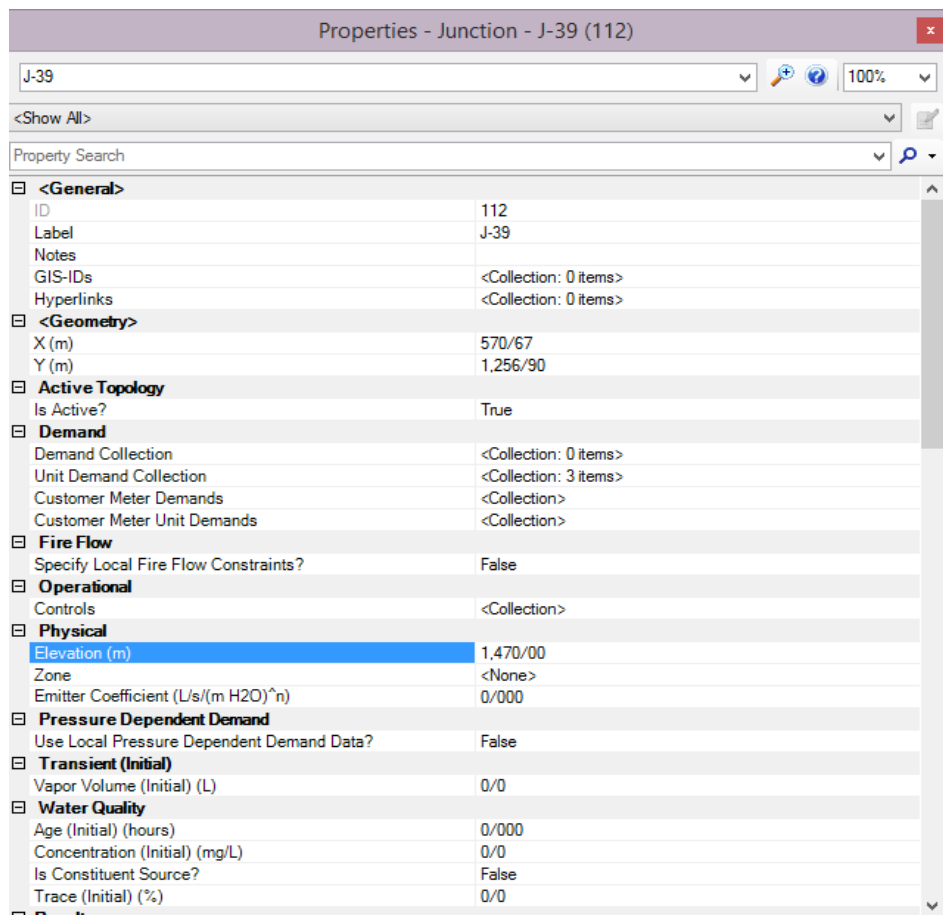 Properties - Junction - J-39 (112)
x
J-39
100%
<Show All>
Property Search
<General>
ID 112
Label J-39
Notes
GIS-IDs <Collection: 0 items>
Hyperlinks <Collection: 0 items>
<Geometry>
X (m) 570/67
Y (m) 1,256/90
Active Topology
Is Active? True
Demand
Demand Collection <Collection: 0 items>
Unit Demand Collection <Collection: 3 items>
Customer Meter Demands <Collection>
Customer Meter Unit Demands <Collection>
Fire Flow
Specify Local Fire Flow Constraints? False
Operational
Controls <Collection>
Physical
Elevation (m) 1,470/00
Zone <None>
Emitter Coefficient (L/s/(m H2O)^n) 0/000
Pressure Dependent Demand
Use Local Pressure Dependent Demand Data? False
Transient (Initial)
Vapor Volume (Initial) (L) 0/0
Water Quality
Age (Initial) (hours) 0/000
Concentration (Initial) (mg/L) 0/0
Is Constituent Source? False
Trace (Initial) (%) 0/0